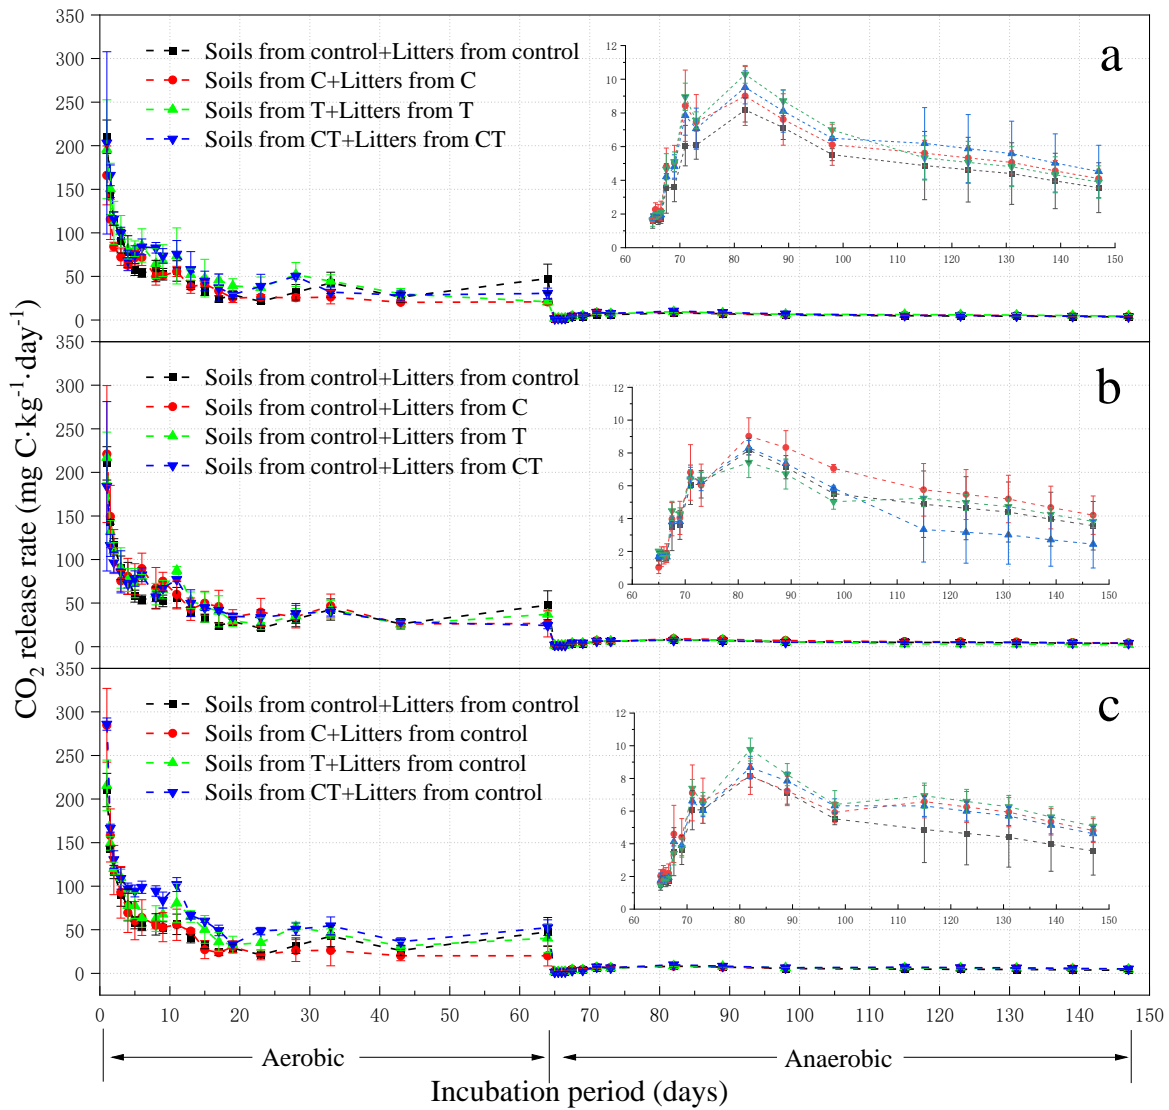 CO₂ release rate (mg C·kg⁻¹·day⁻¹)
350
300
250
200
150
100
50
0
Soils from control+Litters from control
Soils from C+Litters from C
Soils from T+Litters from T
Soils from CT+Litters from CT
a
12
10
8
6
4
2
0
60 70 80 90 100 110 120 130 140 150
350
300
250
200
150
100
50
0
Soils from control+Litters from control
Soils from control+Litters from C
Soils from control+Litters from T
Soils from control+Litters from CT
b
12
10
8
6
4
2
0
60 70 80 90 100 110 120 130 140 150
350
300
250
200
150
100
50
0
Soils from control+Litters from control
Soils from C+Litters from control
Soils from T+Litters from control
Soils from CT+Litters from control
c
12
10
8
6
4
2
0
60 65 70 80 90 100 110 120 130 140 150
0 10 20 30 40 50 60 70 80 90 100 110 120 130 140 150
Aerobic Anaerobic
Incubation period (days)